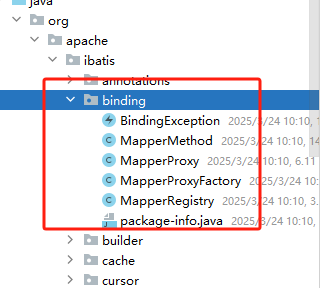 java
org
apache
ibatis
annotations
binding
BindingException 2025/3/24 10:10, 1
MapperMethod 2025/3/24 10:10, 14
MapperProxy 2025/3/24 10:10, 6.11
MapperProxyFactory 2025/3/24 10:
MapperRegistry 2025/3/24 10:10, 3.
package-info.java 2025/3/24 10:10,
builder
cache
cursor